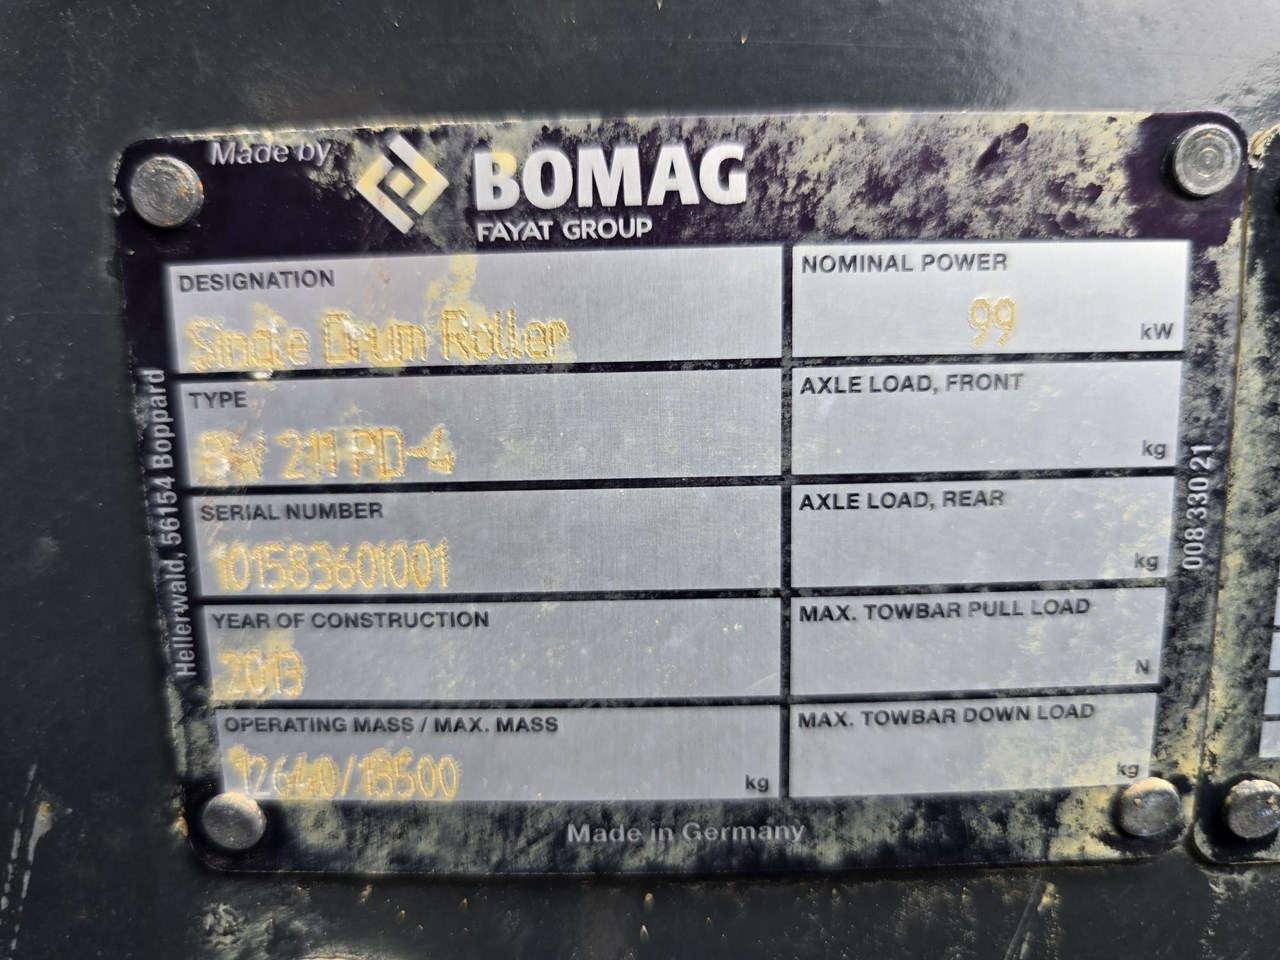 Made by
BOMAG
FAYAT GROUP
DESIGNATION
Single Drum Roller
NOMINAL POWER
99 kW
TYPE
BW 211 PD-4
AXLE LOAD, FRONT
kg
SERIAL NUMBER
101583601001
AXLE LOAD, REAR
kg
YEAR OF CONSTRUCTION
2013
MAX. TOWBAR PULL LOAD
N
OPERATING MASS / MAX. MASS
12640/13500 kg
MAX. TOWBAR DOWN LOAD
kg
Made in Germany
Hellerwald, 56154 Boppard
008 330 21